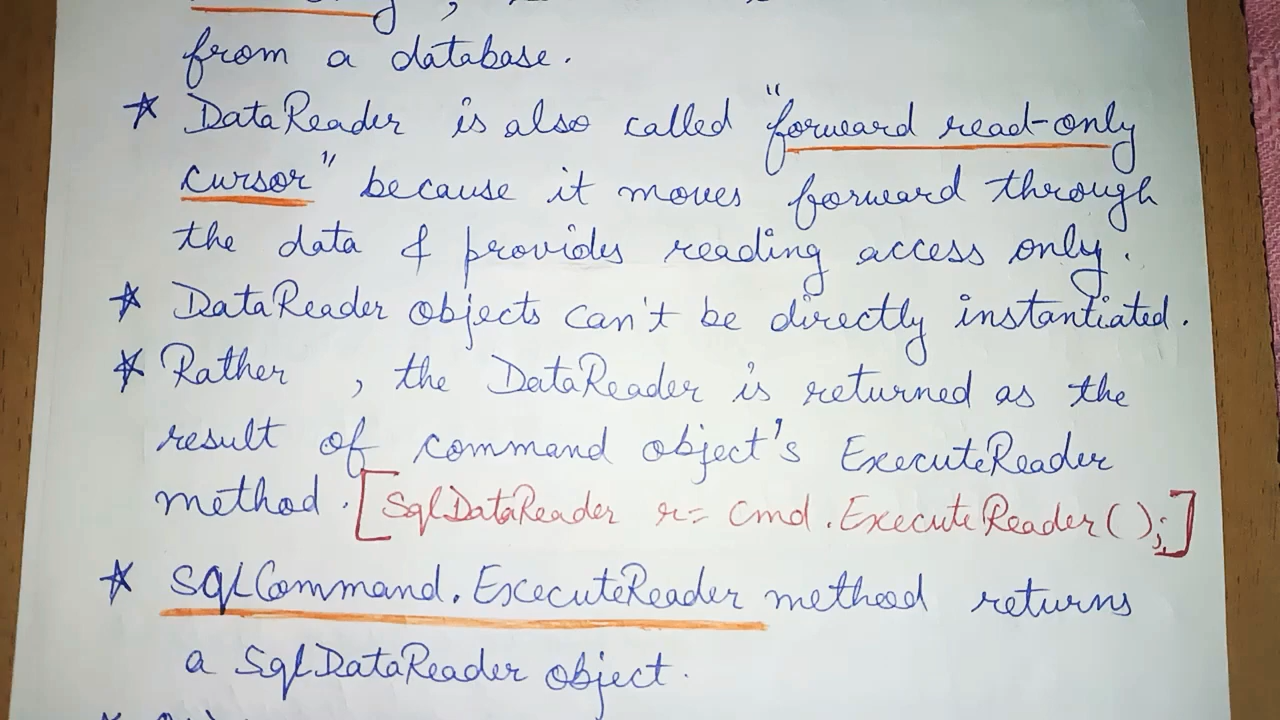 from a database.
* DataReader is also called "forward read-only
cursor" because it moves forward through
the data & provides reading access only.
* DataReader objects can't be directly instantiated.
* Rather , the DataReader is returned as the
result of command object's ExecuteReader
method. [SqlDataReader r= cmd.ExecuteReader();]
* SqlCommand.ExecuteReader method returns
a SqlDataReader object.